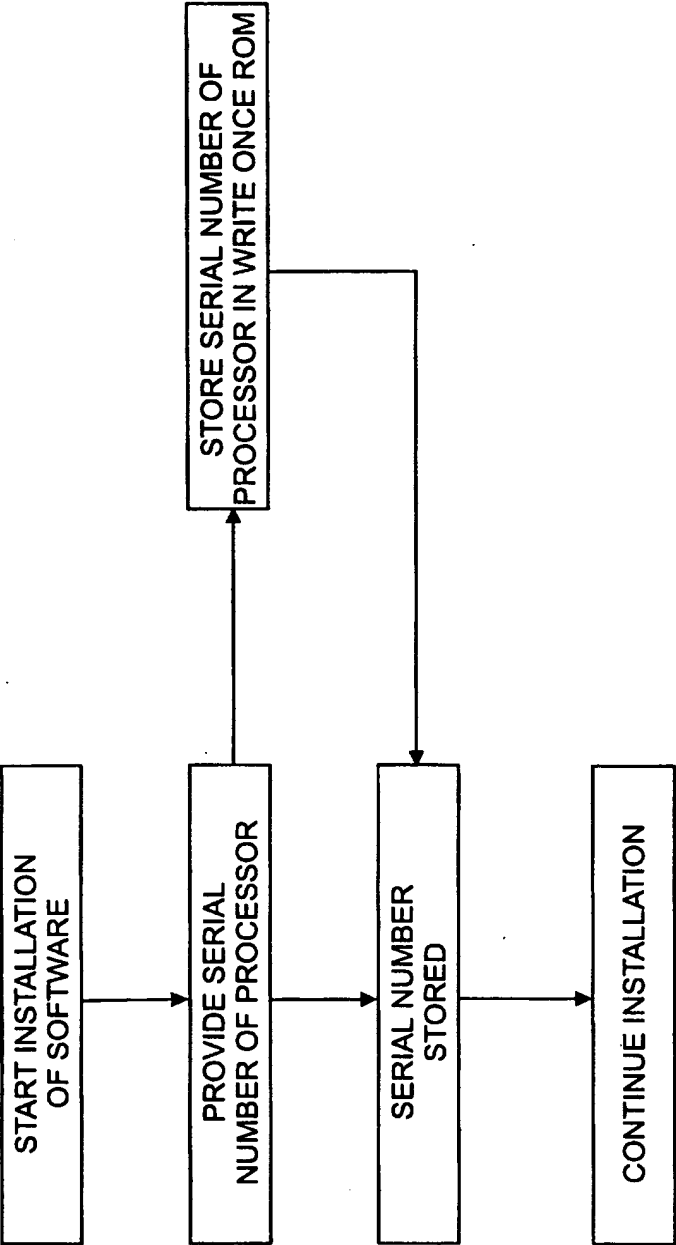 START INSTALLATION
OF SOFTWARE
PROVIDE SERIAL
NUMBER OF PROCESSOR
STORE SERIAL NUMBER OF
PROCESSOR IN WRITE ONCE ROM
SERIAL NUMBER
STORED
CONTINUE INSTALLATION